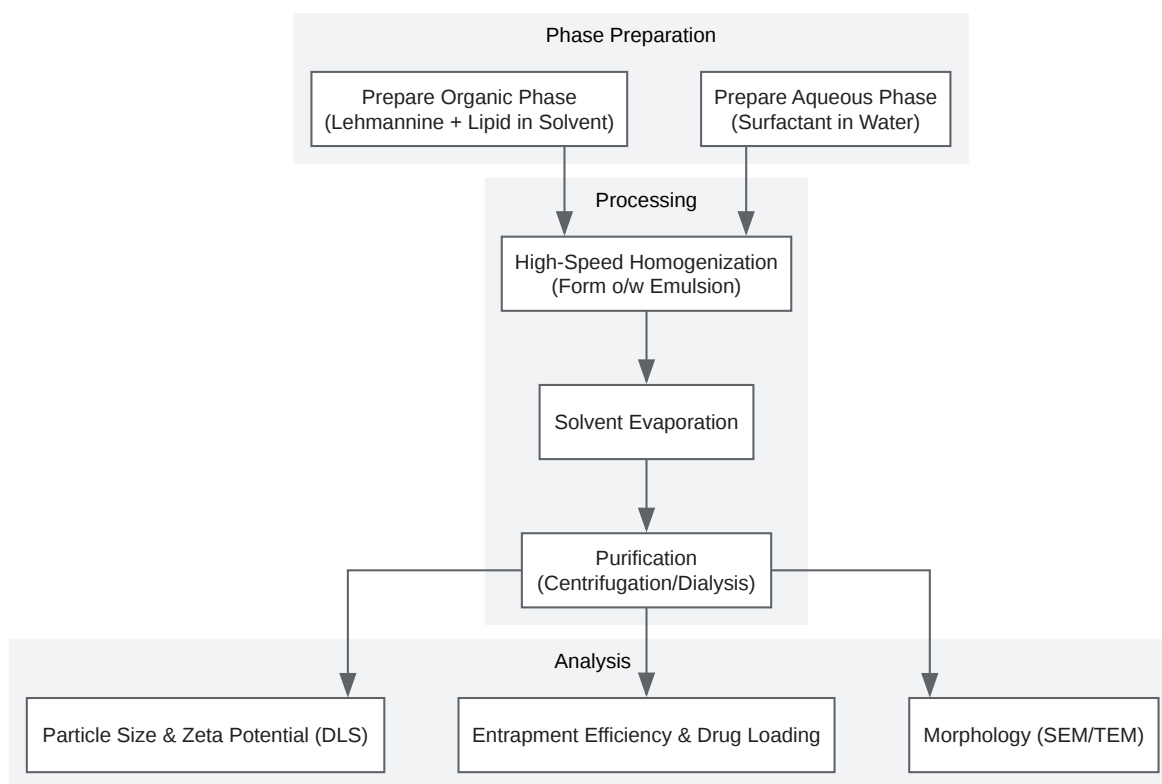 Phase Preparation
Prepare Organic Phase
(Lehmannine + Lipid in Solvent)
Prepare Aqueous Phase
(Surfactant in Water)
Processing
High-Speed Homogenization
(Form o/w Emulsion)
Solvent Evaporation
Purification
(Centrifugation/Dialysis)
Analysis
Particle Size & Zeta Potential (DLS)
Entrapment Efficiency & Drug Loading
Morphology (SEM/TEM)